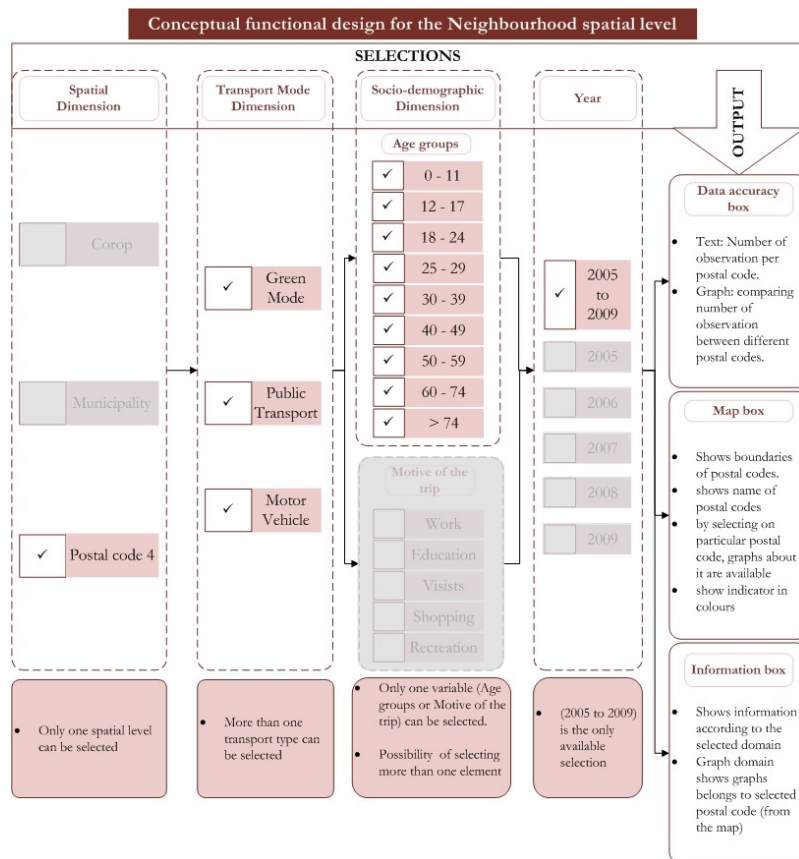 Conceptual functional design for the Neighbourhood spatial level
SELECTIONS
Spatial
Dimension
Transport Mode
Dimension
Socio-demographic
Dimension
Year
OUTPUT
Corop
Municipality
✓ Postal code 4
✓ Green
Mode
✓ Public
Transport
✓ Motor
Vehicle
Age groups
✓ 0 - 11
✓ 12 - 17
✓ 18 - 24
✓ 25 - 29
✓ 30 - 39
✓ 40 - 49
✓ 50 - 59
✓ 60 - 74
✓ > 74
Motive of the
trip
Work
Education
Visists
Shopping
Recreation
✓ 2005
to
2009
2005
2006
2007
2008
2009
• Only one spatial level
can be selected
• More than one
transport type can
be selected
• Only one variable (Age
groups or Motive of the
trip) can be selected.
• Possibility of selecting
more than one element
• (2005 to 2009)
is the only
available
selection
Data accuracy
box
• Text: Number of
observation per
postal code.
• Graph: comparing
number of
observation
between different
postal codes.
Map box
• Shows boundaries
of postal codes.
• shows name of
postal codes
• by selecting on
particular postal
code, graphs about
it are available
• show indicator in
colours
Information box
• Shows information
according to the
selected domain
• Graph domain
shows graphs
belongs to selected
postal code (from
the map)